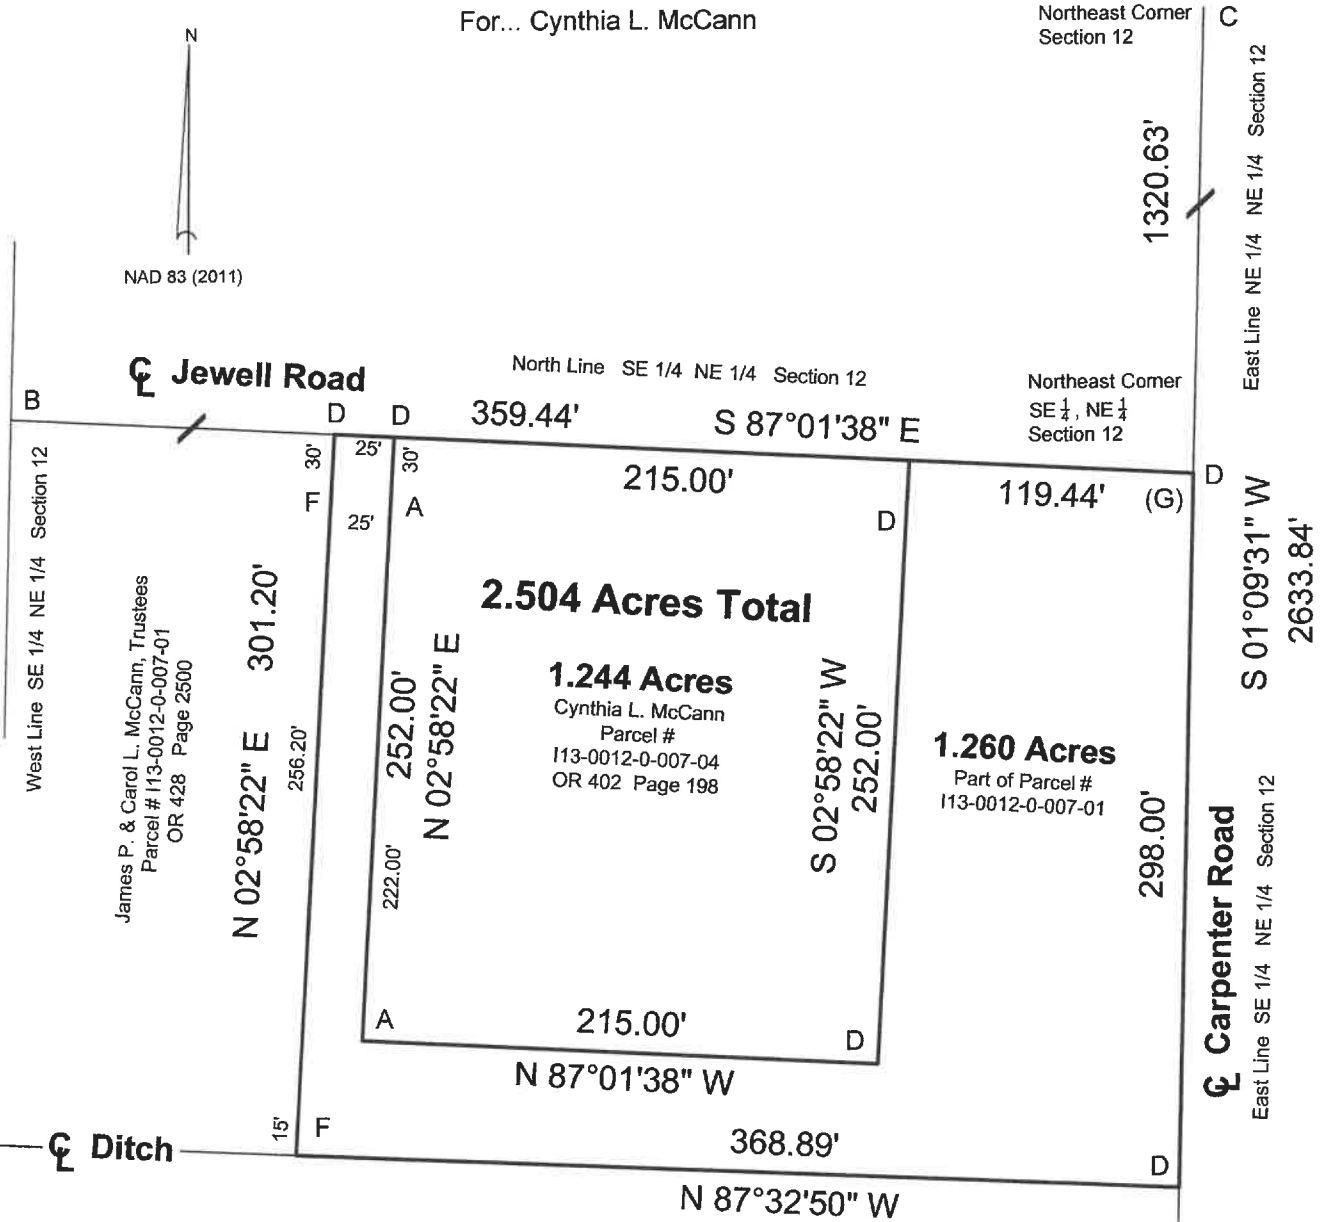 For... Cynthia L. McCann
Northeast Corner
Section 12
C
N
NAD 83 (2011)
1320.63'
East Line NE 1/4 NE 1/4 Section 12
℄ Jewell Road
North Line SE 1/4 NE 1/4 Section 12
Northeast Corner
SE 1/4, NE 1/4
Section 12
B
D
D
359.44'
S 87°01'38" E
30'
25'
30'
215.00'
119.44'
(G)
D
F
25'
A
D
S 01°09'31" W
2633.84'
West Line SE 1/4 NE 1/4 Section 12
James P. & Carol L. McCann, Trustees
Parcel # I13-0012-0-007-01
OR 428 Page 2500
N 02°58'22" E 301.20'
256.20'
252.00'
N 02°58'22" E
222.00'
2.504 Acres Total
1.244 Acres
Cynthia L. McCann
Parcel #
I13-0012-0-007-04
OR 402 Page 198
S 02°58'22" W
252.00'
1.260 Acres
Part of Parcel #
I13-0012-0-007-01
298.00'
℄ Carpenter Road
East Line SE 1/4 NE 1/4 Section 12
A
215.00'
D
N 87°01'38" W
15'
F
℄ Ditch
368.89'
D
N 87°32'50" W